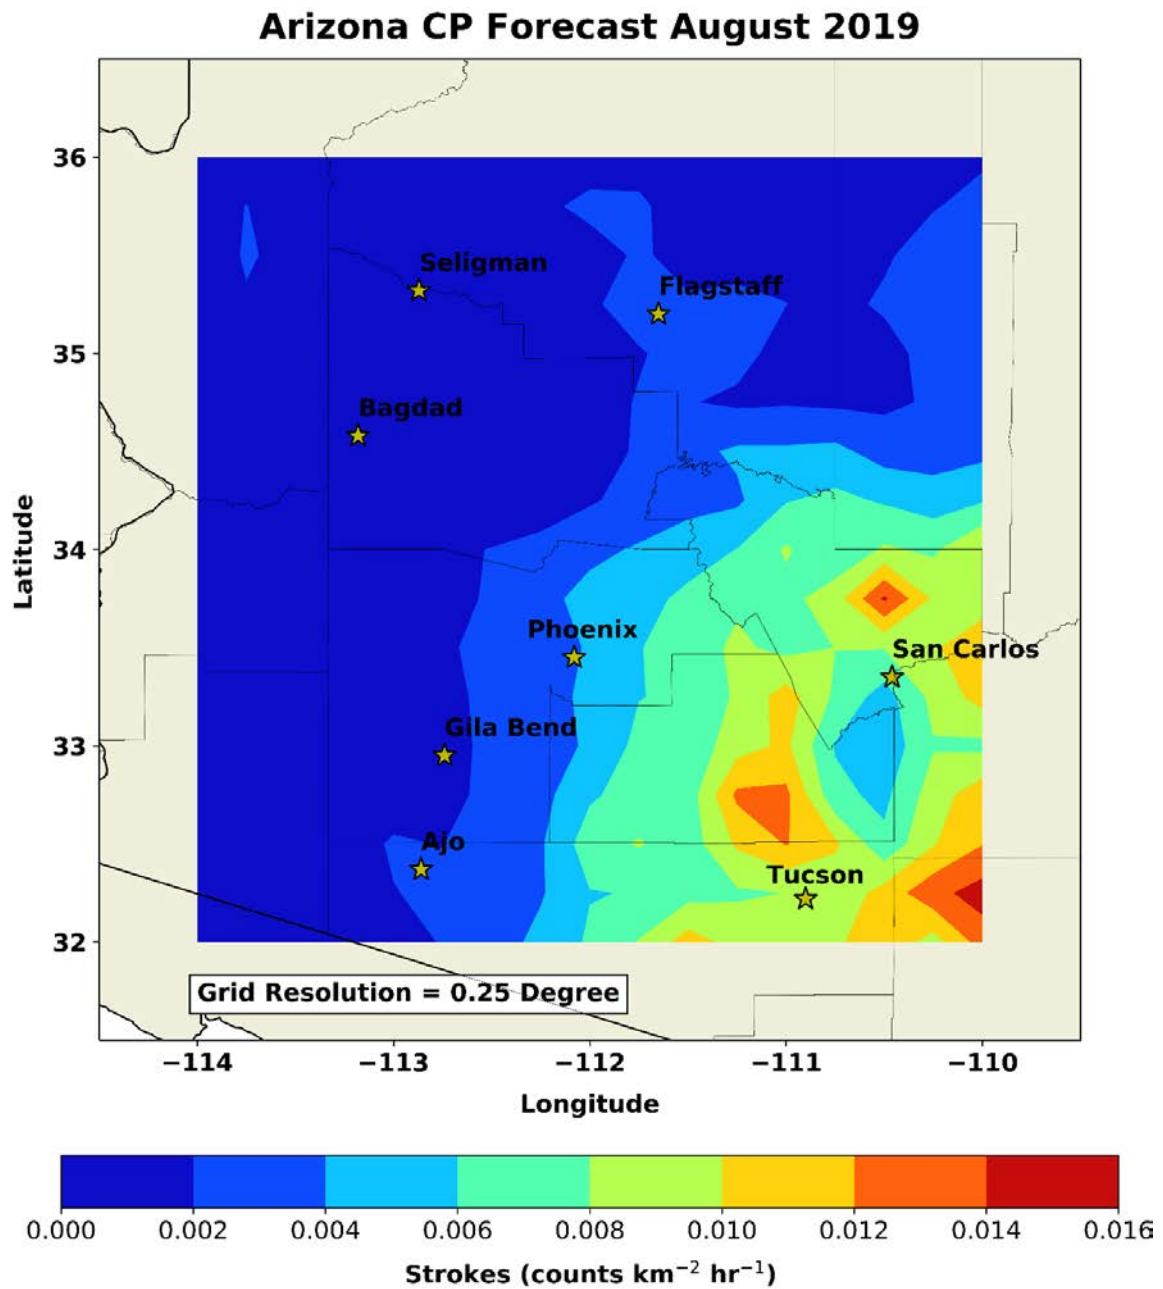 Arizona CP Forecast August 2019
36
Seligman
Flagstaff
35
Bagdad
Latitude
34
Phoenix
San Carlos
33
Gila Bend
Ajo
Tucson
32
Grid Resolution = 0.25 Degree
−114 −113 −112 −111 −110
Longitude
0.000 0.002 0.004 0.006 0.008 0.010 0.012 0.014 0.016
Strokes (counts km⁻² hr⁻¹)